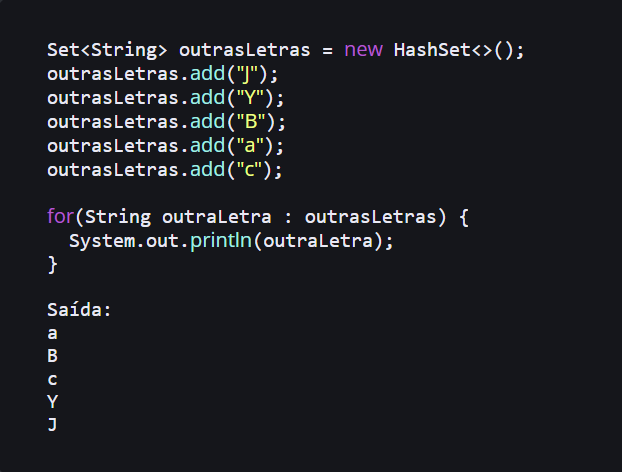 Set<String> outrasLetras = new HashSet<>();
outrasLetras.add("J");
outrasLetras.add("Y");
outrasLetras.add("B");
outrasLetras.add("a");
outrasLetras.add("c");
for(String outraLetra : outrasLetras) {
  System.out.println(outraLetra);
}
Saída:
a
B
c
Y
J